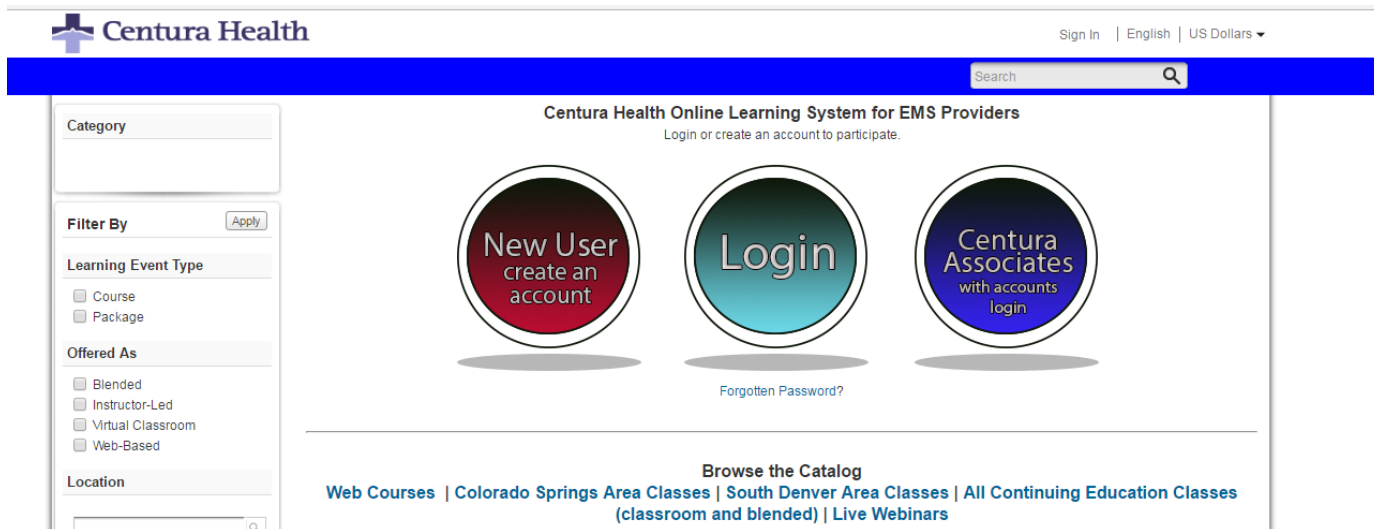 Centura Health
Sign In | English | US Dollars
Search
Category
Filter By
Apply
Learning Event Type
Course
Package
Offered As
Blended
Instructor-Led
Virtual Classroom
Web-Based
Location
Centura Health Online Learning System for EMS Providers
Login or create an account to participate.
New User
create an
account
Login
Centura
Associates
with accounts
login
Forgotten Password?
Browse the Catalog
Web Courses | Colorado Springs Area Classes | South Denver Area Classes | All Continuing Education Classes
(classroom and blended) | Live Webinars